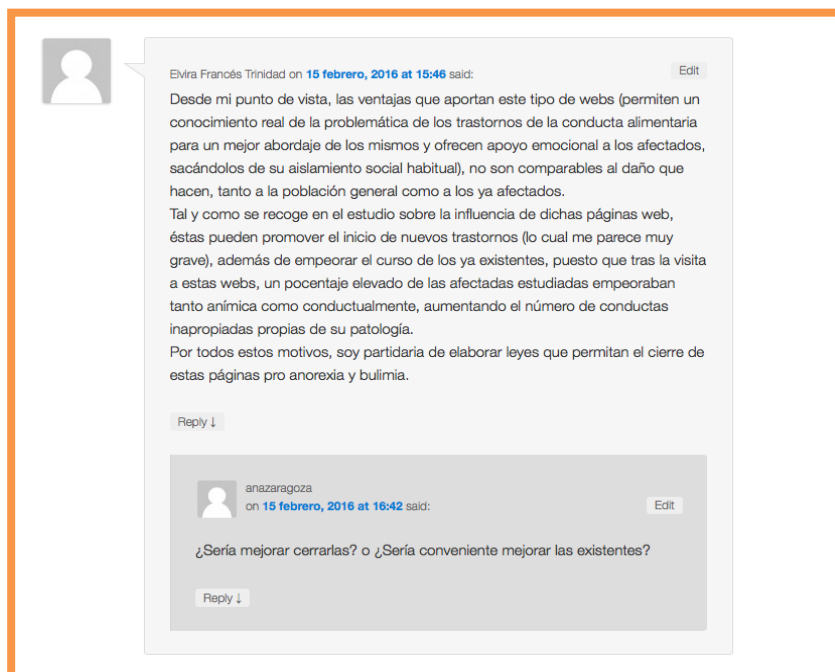 Elvira Francés Trinidad on 15 febrero, 2016 at 15:46 said:
Edit
Desde mi punto de vista, las ventajas que aportan este tipo de webs (permiten un
conocimiento real de la problemática de los trastornos de la conducta alimentaria
para un mejor abordaje de los mismos y ofrecen apoyo emocional a los afectados,
sacándolos de su aislamiento social habitual), no son comparables al daño que
hacen, tanto a la población general como a los ya afectados.
Tal y como se recoge en el estudio sobre la influencia de dichas páginas web,
éstas pueden promover el inicio de nuevos trastornos (lo cual me parece muy
grave), además de empeorar el curso de los ya existentes, puesto que tras la visita
a estas webs, un pocentaje elevado de las afectadas estudiadas empeoraban
tanto anímica como conductualmente, aumentando el número de conductas
inapropiadas propias de su patología.
Por todos estos motivos, soy partidaria de elaborar leyes que permitan el cierre de
estas páginas pro anorexia y bulimia.
Reply ↓
anazaragoza
on 15 febrero, 2016 at 16:42 said:
Edit
¿Sería mejorar cerrarlas? o ¿Sería conveniente mejorar las existentes?
Reply ↓